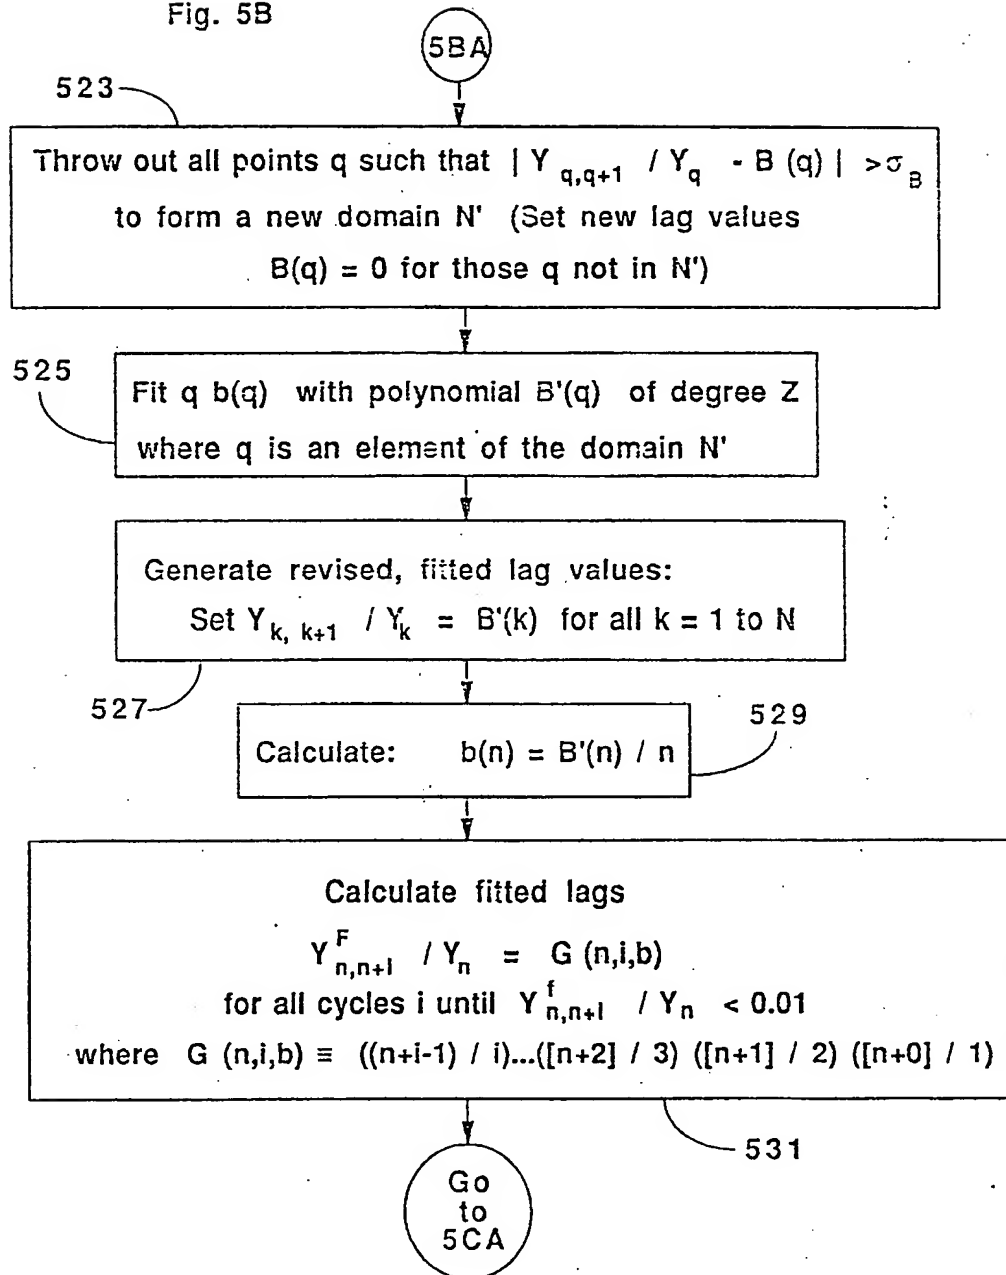 Fig. 5B
5BA
523
Throw out all points q such that | Y q,q+1 / Y q - B (q) | > σ B
to form a new domain N' (Set new lag values
B(q) = 0 for those q not in N')
525
Fit q b(q) with polynomial B'(q) of degree Z
where q is an element of the domain N'
Generate revised, fitted lag values:
Set Y k, k+1 / Y k = B'(k) for all k = 1 to N
527
529
Calculate: b(n) = B'(n) / n
Calculate fitted lags
Y F n,n+i / Y n = G (n,i,b)
for all cycles i until Y f n,n+i / Y n < 0.01
where G (n,i,b) ≡ ((n+i-1) / i)...([n+2] / 3) ([n+1] / 2) ([n+0] / 1)
531
Go
to
5CA